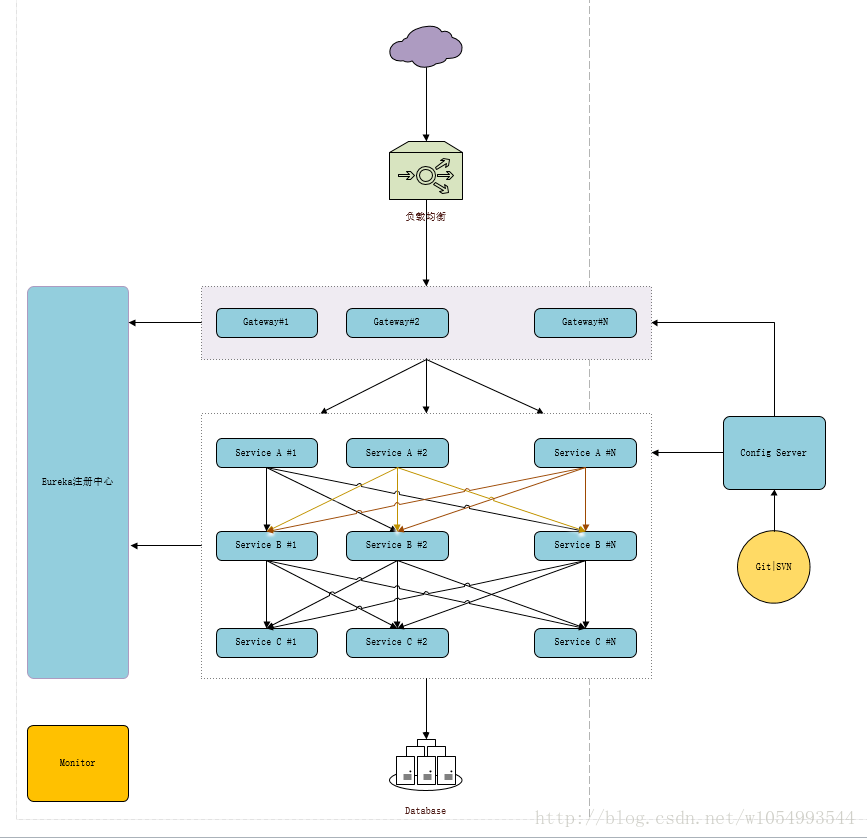 负载均衡
Gateway#1
Gateway#2
Gateway#N
Service A #1
Service A #2
Service A #N
Config Server
Eureka注册中心
Service B #1
Service B #2
Service B #N
Git|SVN
Service C #1
Service C #2
Service C #N
Monitor
Database
http://blog.csdn.net/w1054993544